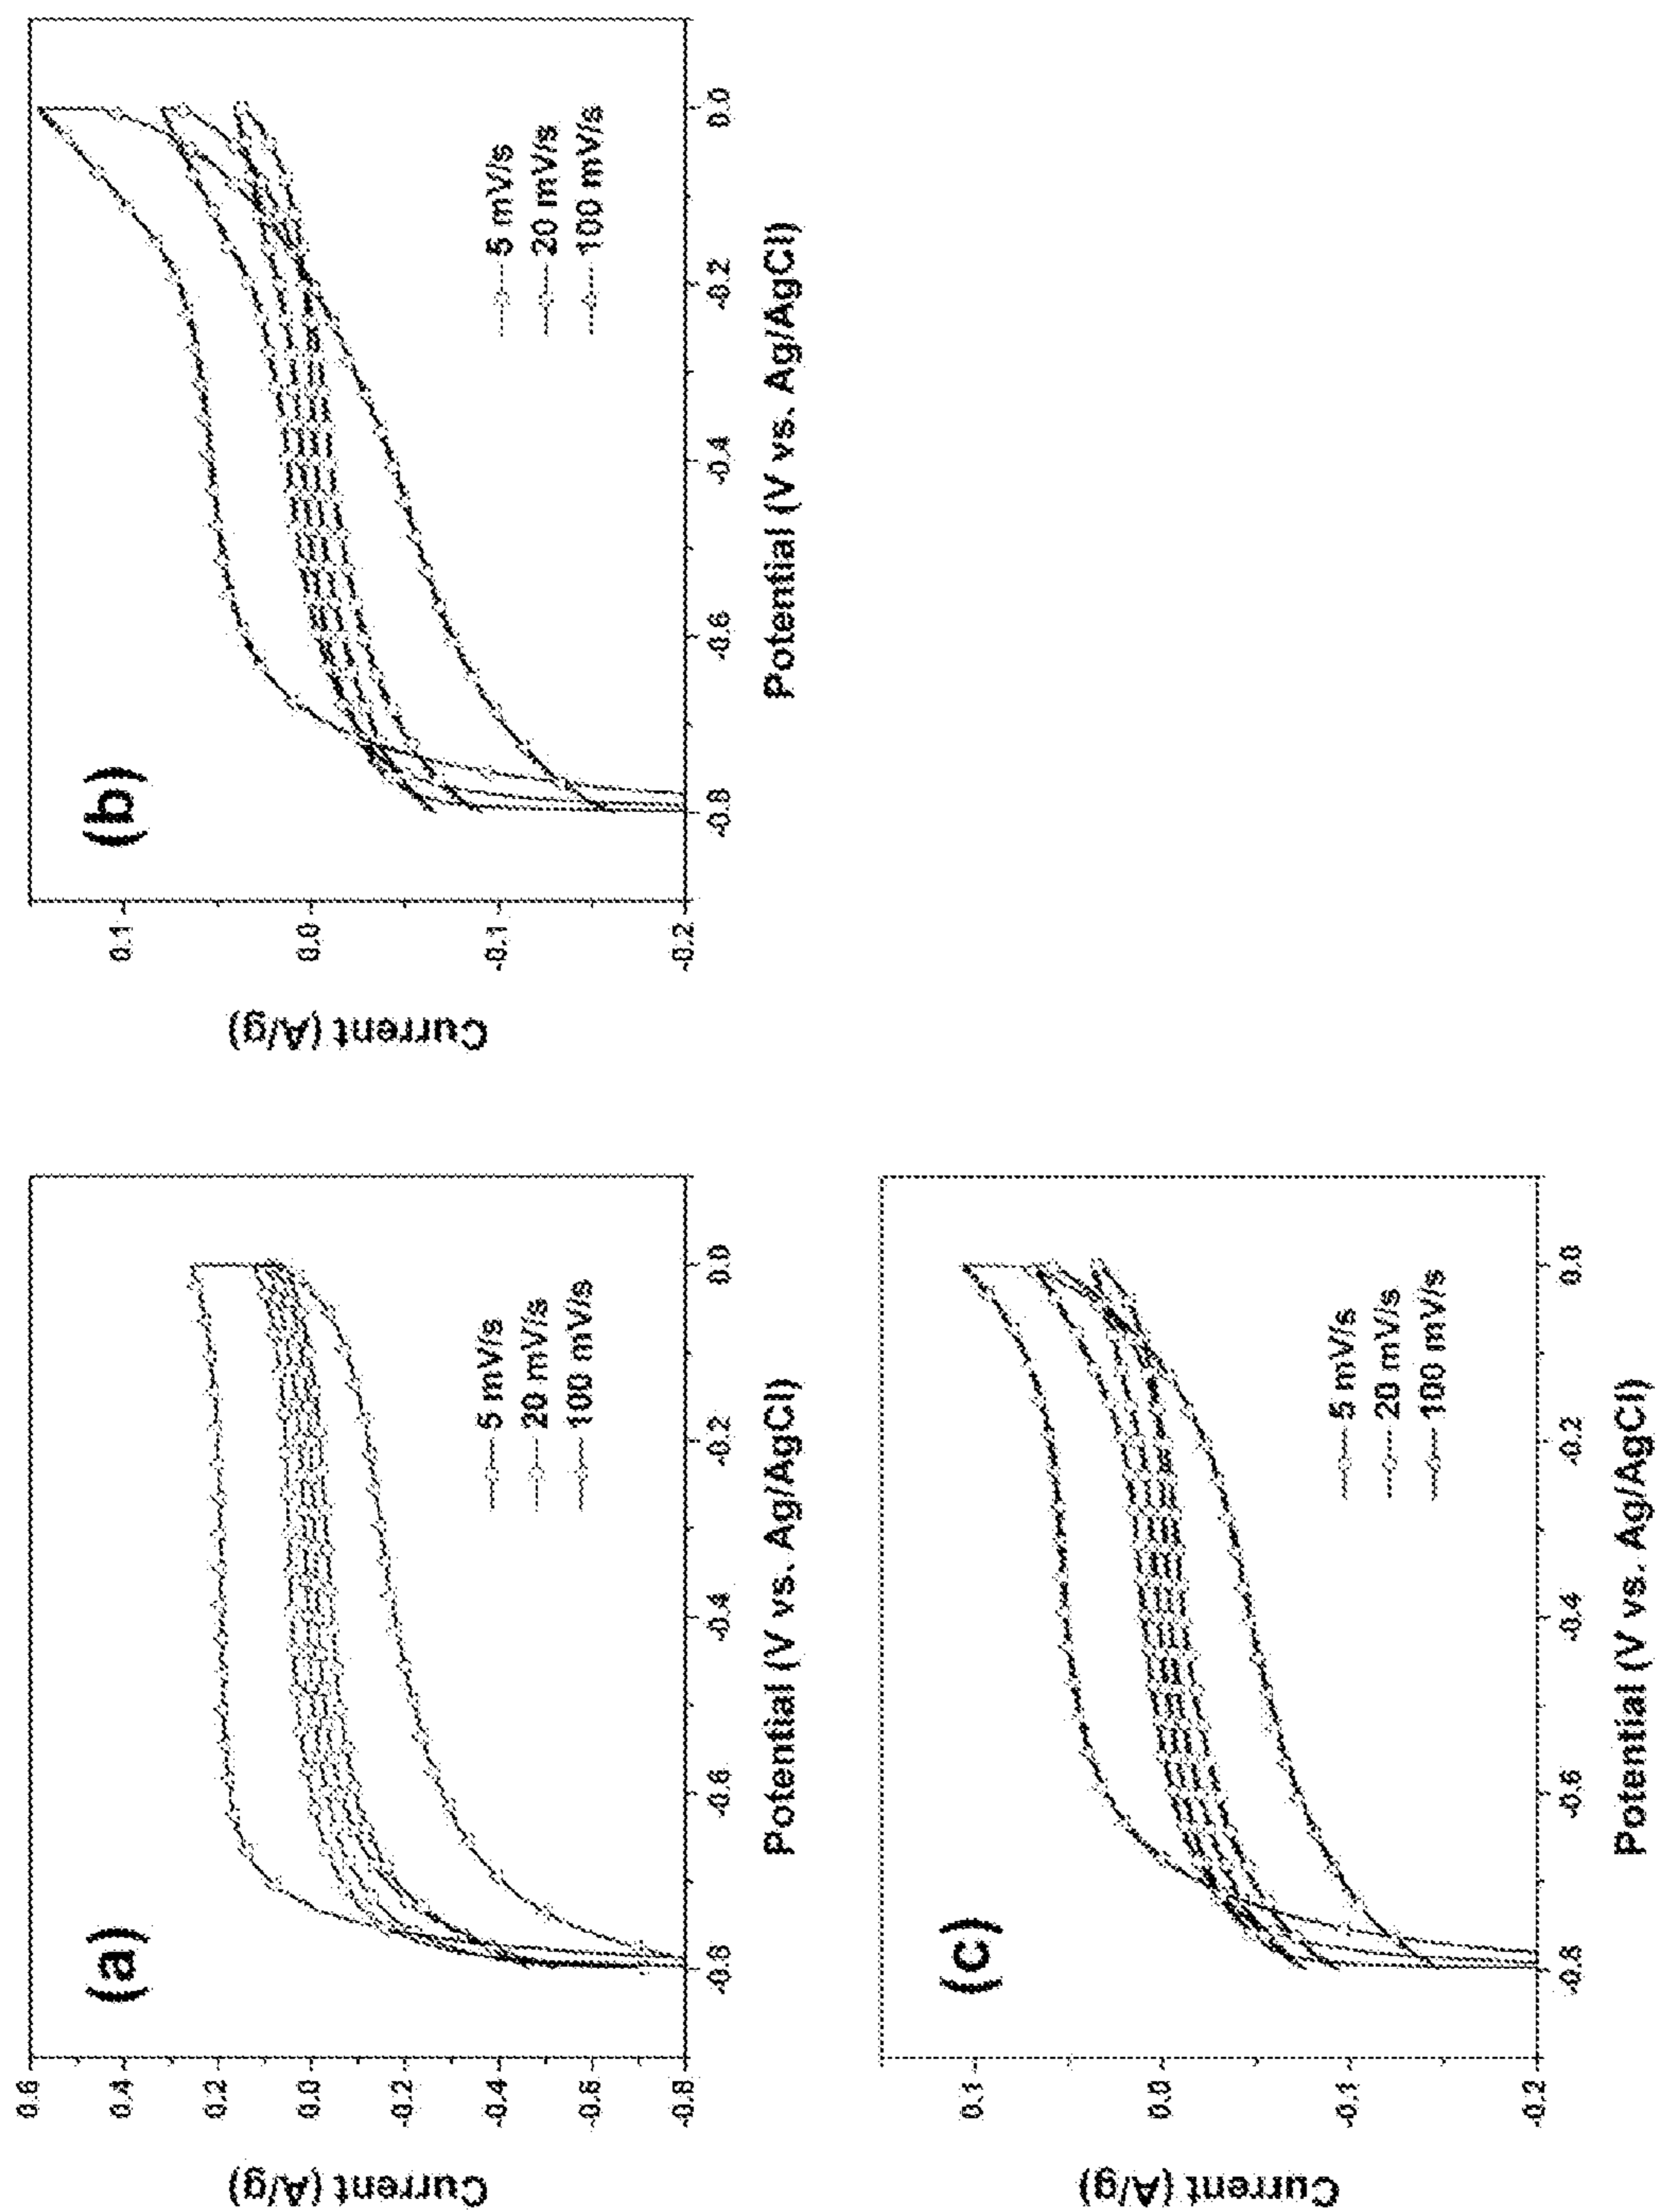 (a)
Current (A/g)
0.6
0.4
0.2
0.0
-0.2
-0.4
-0.6
-0.8
5 mV/s
20 mV/s
100 mV/s
-0.8
-0.6
-0.4
-0.2
0.0
Potential (V vs. Ag/AgCl)
(b)
Current (A/g)
0.1
0.0
-0.1
-0.2
5 mV/s
20 mV/s
100 mV/s
-0.8
-0.6
-0.4
-0.2
0.0
Potential (V vs. Ag/AgCl)
(c)
Current (A/g)
0.1
0.0
-0.1
-0.2
5 mV/s
20 mV/s
100 mV/s
-0.8
-0.6
-0.4
-0.2
0.0
Potential (V vs. Ag/AgCl)